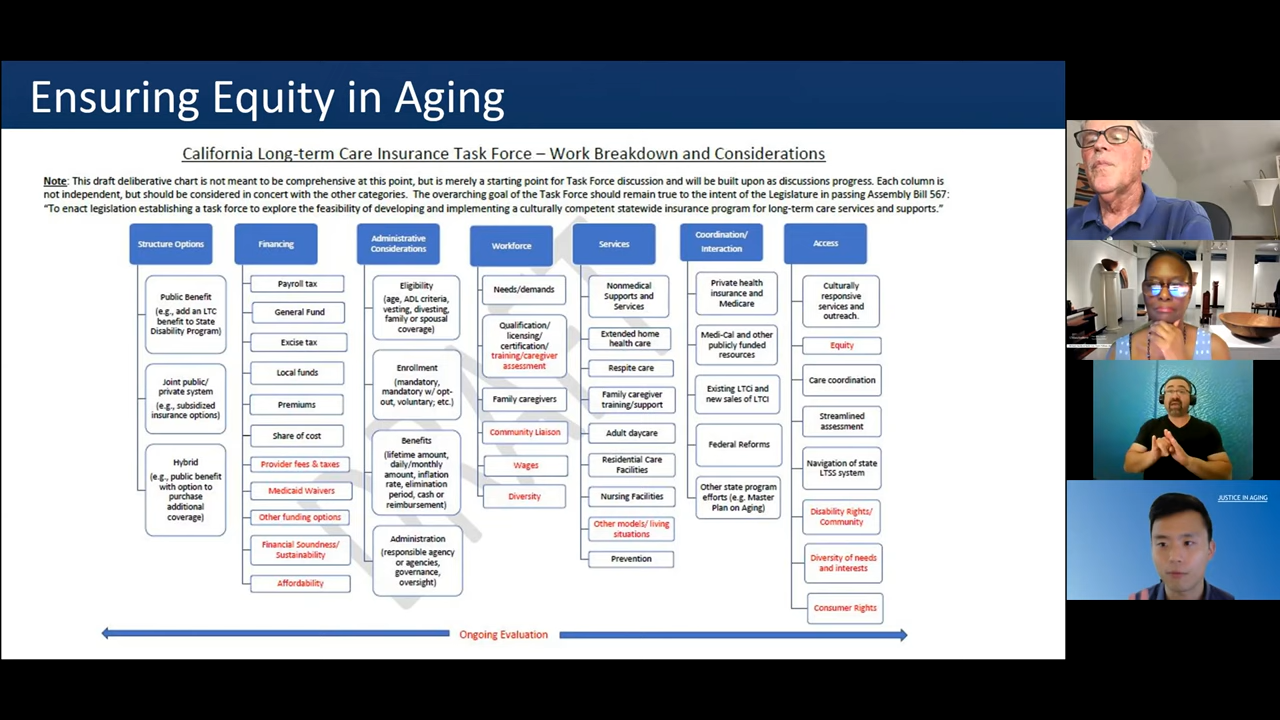 Ensuring Equity in Aging
California Long-term Care Insurance Task Force – Work Breakdown and Considerations
Note: This draft deliberative chart is not meant to be comprehensive at this point, but is merely a starting point for Task Force discussion and will be built upon as discussions progress. Each column is
not independent, but should be considered in concert with the other categories. The overarching goal of the Task Force should remain true to the intent of the Legislature in passing Assembly Bill 567:
“To enact legislation establishing a task force to explore the feasibility of developing and implementing a culturally competent statewide insurance program for long-term care services and supports.”
Structure Options
Public Benefit
(e.g., add an LTC
benefit to State
Disability Program)
Joint public/
private system
(e.g., subsidized
insurance options)
Hybrid
(e.g., public benefit
with option to
purchase
additional
coverage)
Financing
Payroll tax
General Fund
Excise tax
Local funds
Premiums
Share of cost
Provider fees & taxes
Medicaid Waivers
Other funding options
Financial Soundness/
Sustainability
Affordability
Administrative
Considerations
Eligibility
(age, ADL criteria,
vesting, divesting,
family or spousal
coverage)
Enrollment
(mandatory,
mandatory w/ opt-
out, voluntary; etc.)
Benefits
(lifetime amount,
daily/monthly
amount, inflation
rate, elimination
period, cash or
reimbursement)
Administration
(responsible agency
or agencies,
governance,
oversight)
Workforce
Needs/demands
Qualification/
licensing/
certification/
training/caregiver
assessment
Family caregivers
Community Liaison
Wages
Diversity
Services
Nonmedical
Supports and
Services
Extended home
health care
Respite care
Family caregiver
training/support
Adult daycare
Residential Care
Facilities
Nursing Facilities
Other models/ living
situations
Prevention
Coordination/
Interaction
Private health
insurance and
Medicare
Medi-Cal and other
publicly funded
resources
Existing LTCi and
new sales of LTCI
Federal Reforms
Other state program
efforts (e.g. Master
Plan on Aging)
Access
Culturally
responsive
services and
outreach.
Equity
Care coordination
Streamlined
assessment
Navigation of state
LTSS system
Disability Rights/
Community
Diversity of needs
and interests
Consumer Rights
Ongoing Evaluation
DRAFT
JUSTICE IN AGING